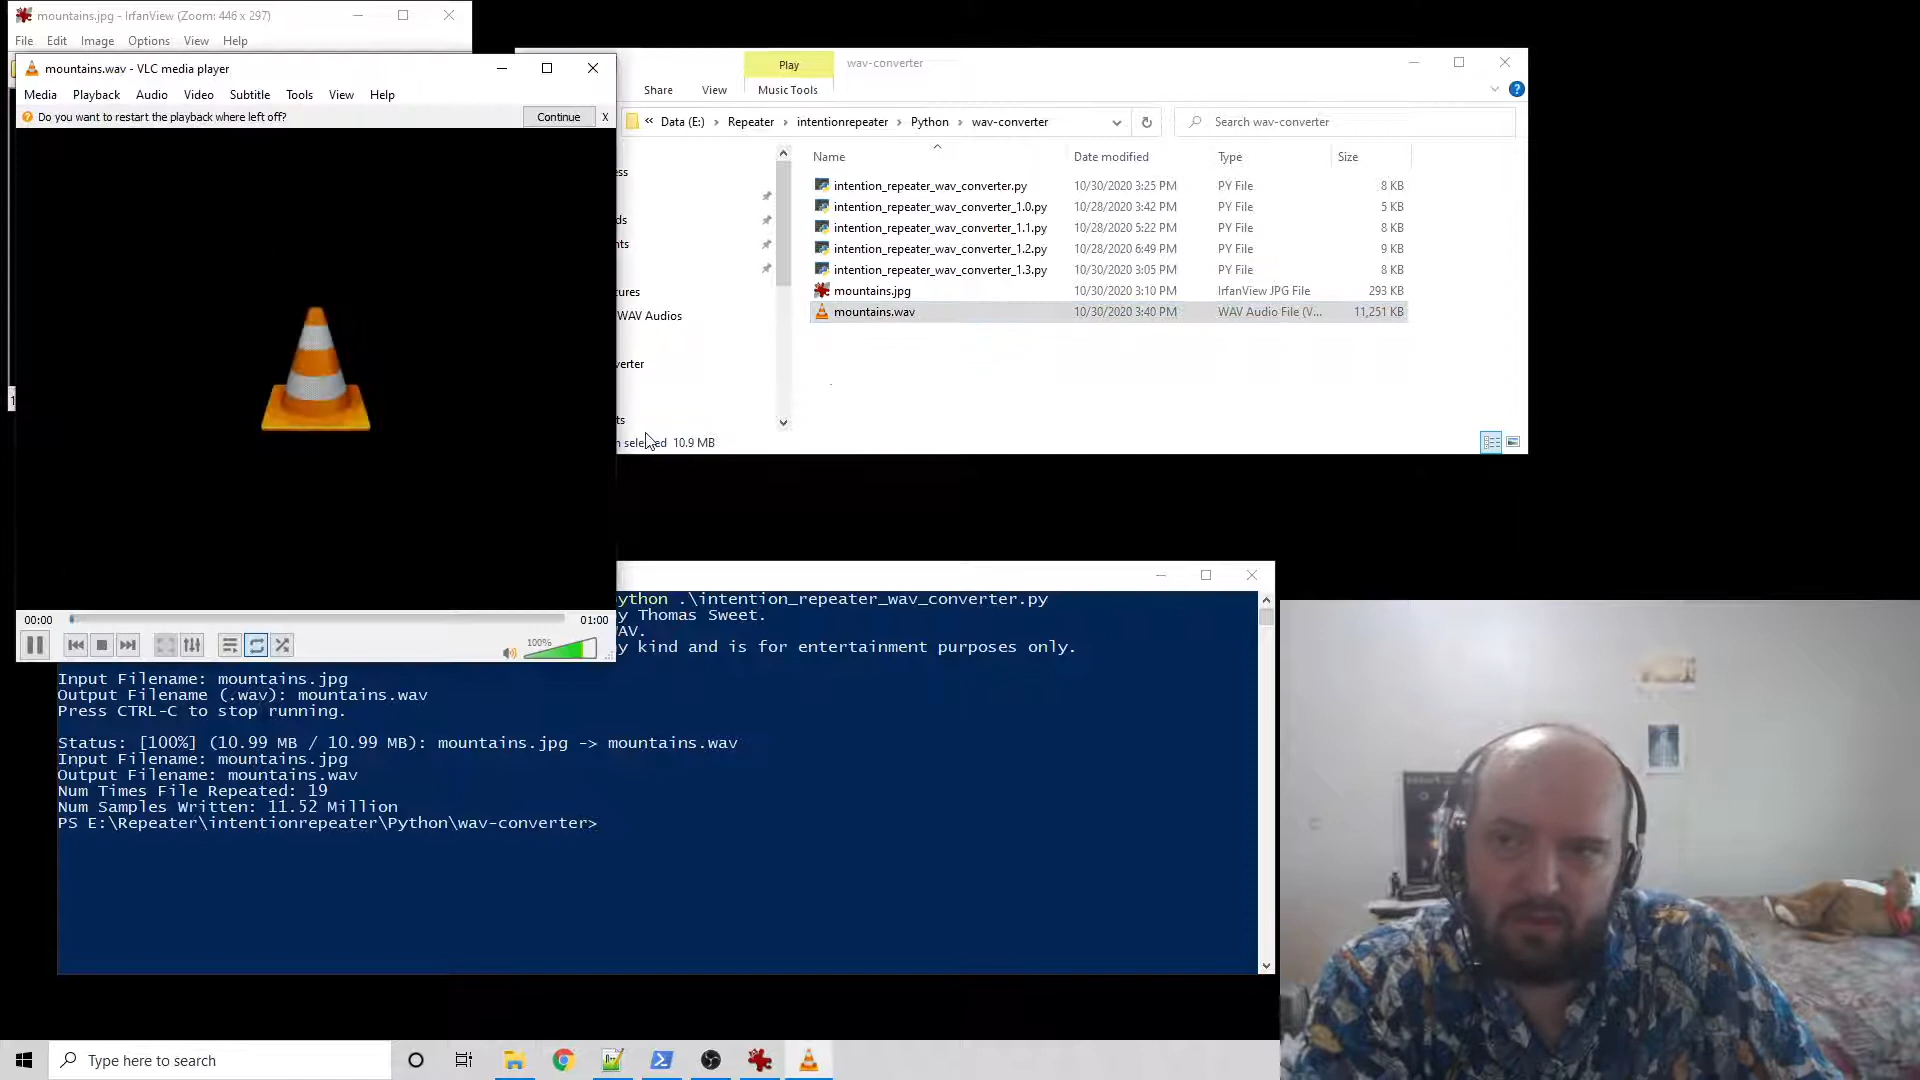 mountains.jpg - IrfanView (Zoom: 446 x 297)
File Edit Image Options View Help
mountains.wav - VLC media player
Media Playback Audio Video Subtitle Tools View Help
Do you want to restart the playback where left off? Continue X
00:00 01:00
100%
Play wav-converter
Share View Music Tools
« Data (E:) › Repeater › intentionrepeater › Python › wav-converter
Search wav-converter
Name Date modified Type Size
intention_repeater_wav_converter.py 10/30/2020 3:25 PM PY File 8 KB
intention_repeater_wav_converter_1.0.py 10/28/2020 3:42 PM PY File 5 KB
intention_repeater_wav_converter_1.1.py 10/28/2020 5:22 PM PY File 8 KB
intention_repeater_wav_converter_1.2.py 10/28/2020 6:49 PM PY File 9 KB
intention_repeater_wav_converter_1.3.py 10/30/2020 3:05 PM PY File 8 KB
mountains.jpg 10/30/2020 3:10 PM IrfanView JPG File 293 KB
mountains.wav 10/30/2020 3:40 PM WAV Audio File (V... 11,251 KB
ess
ds
nts
ures
WAV Audios
verter
ts
n selected 10.9 MB
python .\intention_repeater_wav_converter.py
y Thomas Sweet.
AV.
y kind and is for entertainment purposes only.
Input Filename: mountains.jpg
Output Filename (.wav): mountains.wav
Press CTRL-C to stop running.
Status: [100%] (10.99 MB / 10.99 MB): mountains.jpg -> mountains.wav
Input Filename: mountains.jpg
Output Filename: mountains.wav
Num Times File Repeated: 19
Num Samples Written: 11.52 Million
PS E:\Repeater\intentionrepeater\Python\wav-converter>
Type here to search